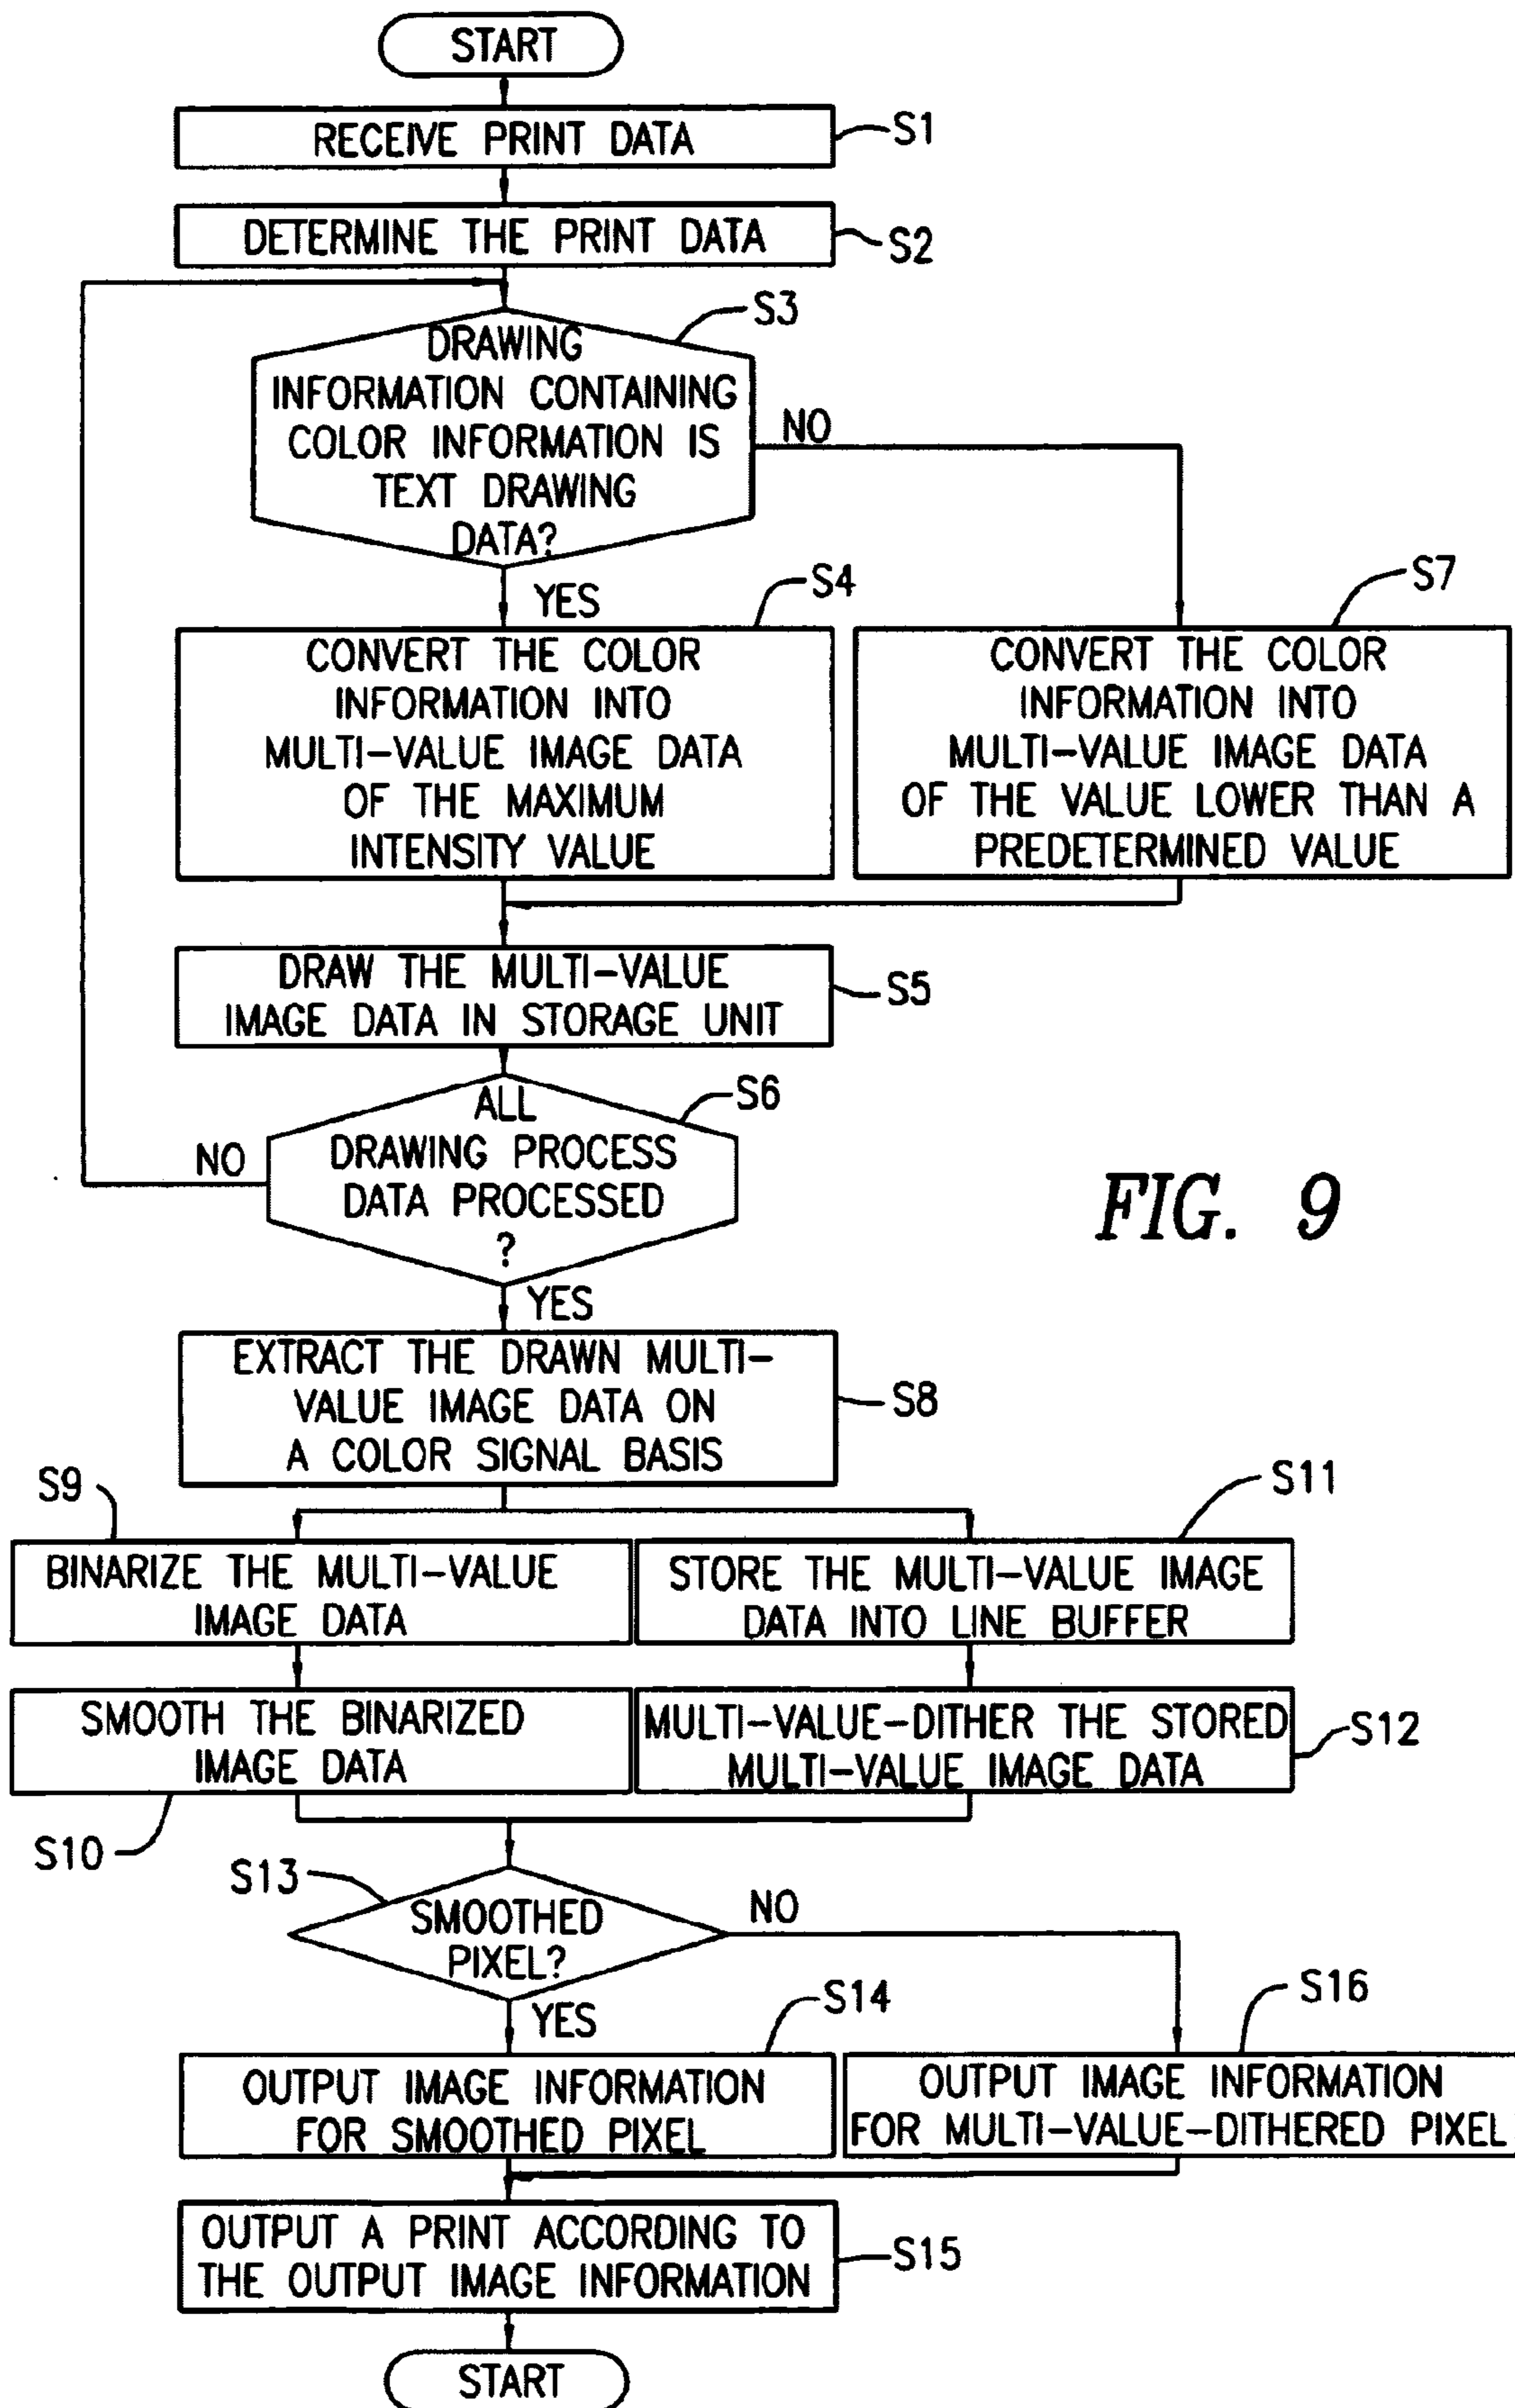 START
RECEIVE PRINT DATA
S1
DETERMINE THE PRINT DATA
S2
S3
DRAWING
INFORMATION CONTAINING
COLOR INFORMATION IS
TEXT DRAWING
DATA?
NO
YES
S4
CONVERT THE COLOR
INFORMATION INTO
MULTI-VALUE IMAGE DATA
OF THE MAXIMUM
INTENSITY VALUE
S7
CONVERT THE COLOR
INFORMATION INTO
MULTI-VALUE IMAGE DATA
OF THE VALUE LOWER THAN A
PREDETERMINED VALUE
DRAW THE MULTI-VALUE
IMAGE DATA IN STORAGE UNIT
S5
S6
ALL
DRAWING PROCESS
DATA PROCESSED
?
NO
YES
FIG. 9
EXTRACT THE DRAWN MULTI-
VALUE IMAGE DATA ON
A COLOR SIGNAL BASIS
S8
S9
BINARIZE THE MULTI-VALUE
IMAGE DATA
S11
STORE THE MULTI-VALUE IMAGE
DATA INTO LINE BUFFER
SMOOTH THE BINARIZED
IMAGE DATA
S10
MULTI-VALUE-DITHER THE STORED
MULTI-VALUE IMAGE DATA
S12
S13
SMOOTHED
PIXEL?
NO
YES
S14
OUTPUT IMAGE INFORMATION
FOR SMOOTHED PIXEL
S16
OUTPUT IMAGE INFORMATION
FOR MULTI-VALUE-DITHERED PIXEL
OUTPUT A PRINT ACCORDING TO
THE OUTPUT IMAGE INFORMATION
S15
START